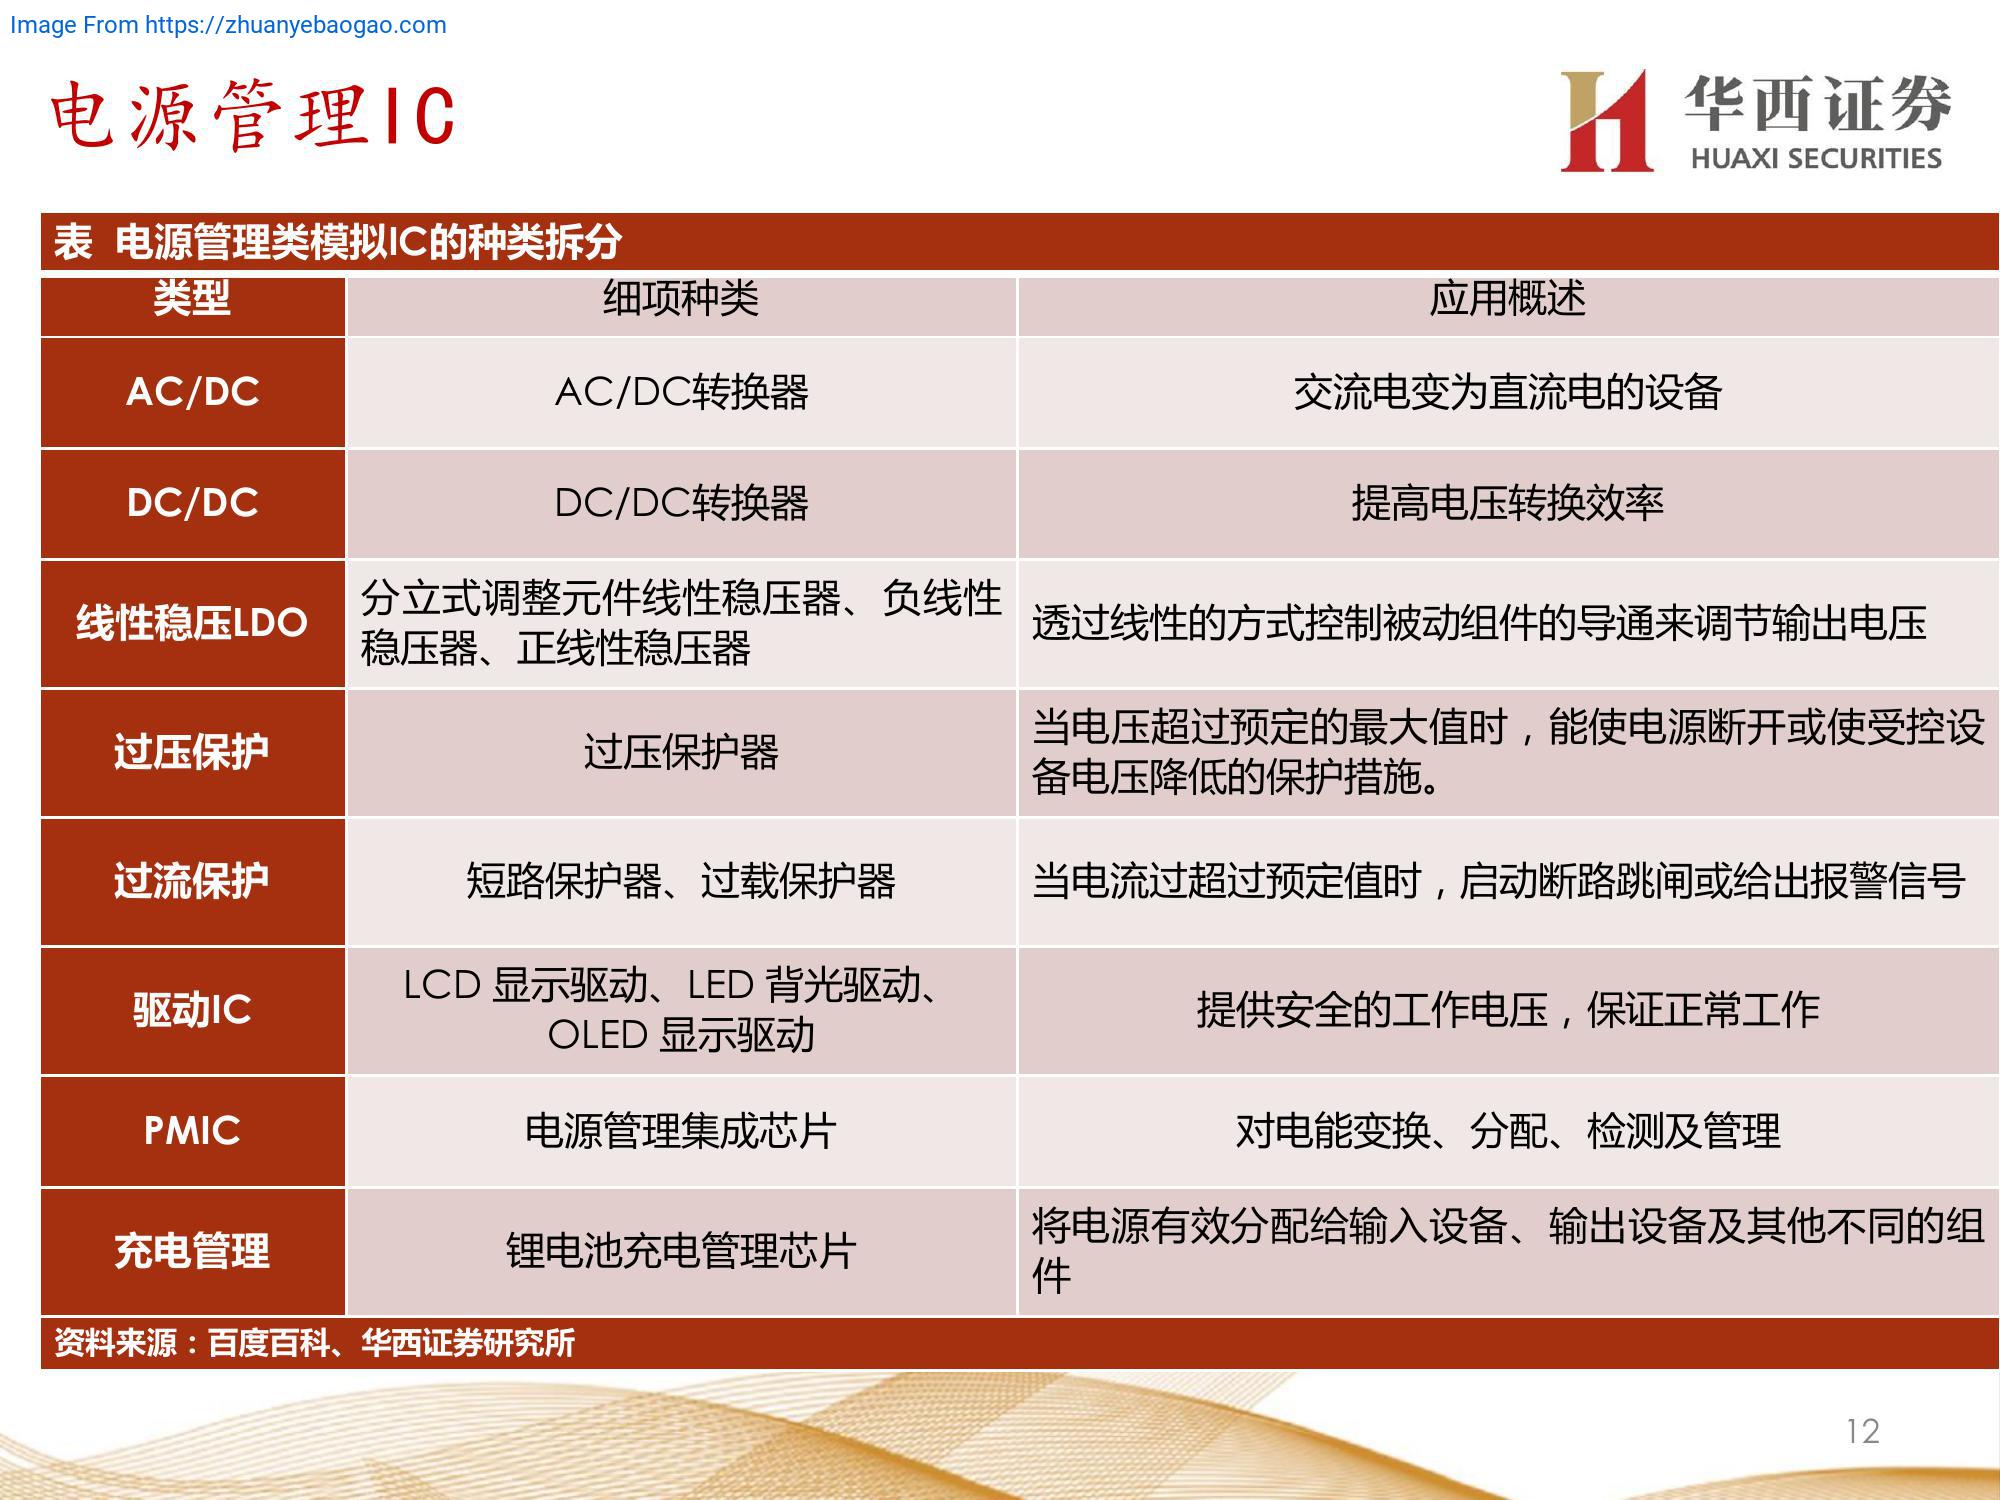 Image From https://zhuanyebaogao.com
电源管理IC
华西证券
HUAXI SECURITIES
表 电源管理类模拟IC的种类拆分
类型 细项种类 应用概述
AC/DC AC/DC转换器 交流电变为直流电的设备
DC/DC DC/DC转换器 提高电压转换效率
线性稳压LDO
分立式调整元件线性稳压器、负线性
稳压器、正线性稳压器
透过线性的方式控制被动组件的导通来调节输出电压
过压保护 过压保护器
当电压超过预定的最大值时，能使电源断开或使受控设
备电压降低的保护措施。
过流保护 短路保护器、过载保护器 当电流过超过预定值时，启动断路跳闸或给出报警信号
驱动IC
LCD 显示驱动、LED 背光驱动、
OLED 显示驱动
提供安全的工作电压，保证正常工作
PMIC 电源管理集成芯片 对电能变换、分配、检测及管理
充电管理 锂电池充电管理芯片
将电源有效分配给输入设备、输出设备及其他不同的组
件
资料来源：百度百科、华西证券研究所
12